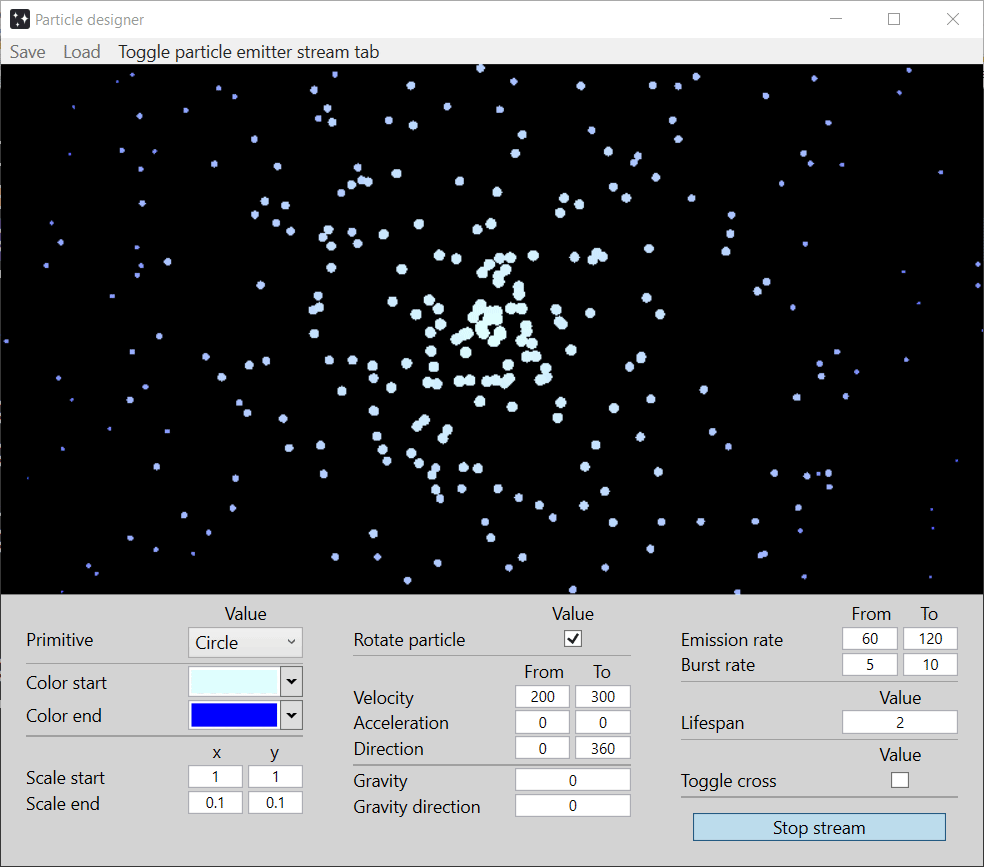 Particle designer
Save Load Toggle particle emitter stream tab
Value
Primitive Circle
Color start
Color end
x y
Scale start 1 1
Scale end 0.1 0.1
Value
Rotate particle
From To
Velocity 200 300
Acceleration 0 0
Direction 0 360
Gravity 0
Gravity direction 0
From To
Emission rate 60 120
Burst rate 5 10
Value
Lifespan 2
Value
Toggle cross
Stop stream